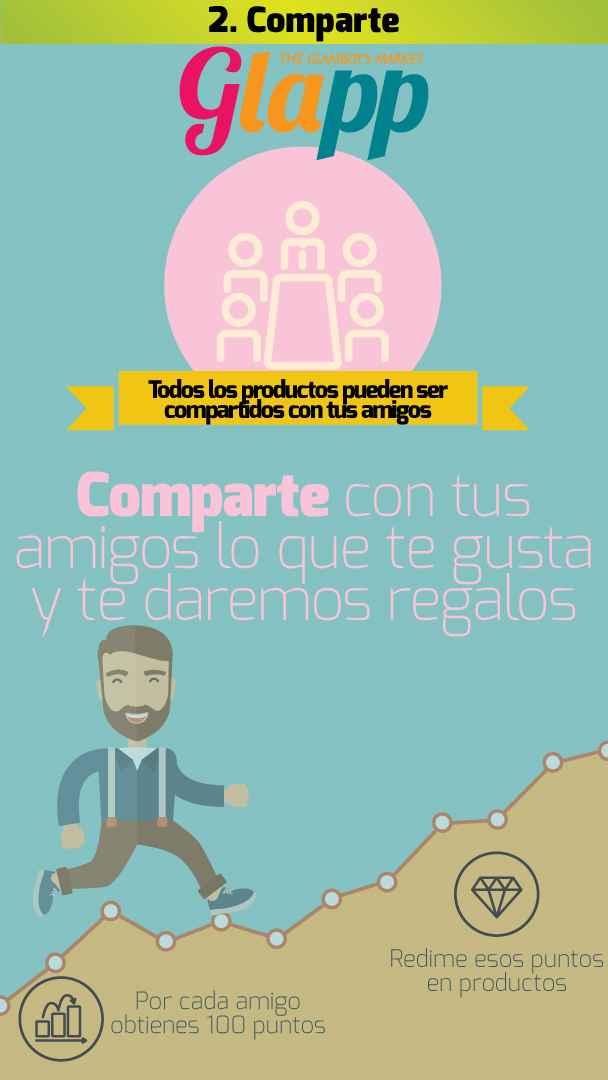 2. Comparte
THE GLAMBOY'S MARKET
Glapp
Todos los productos pueden ser
compartidos con tus amigos
Comparte con tus
amigos lo que te gusta
y te daremos regalos
Redime esos puntos
en productos
Por cada amigo
obtienes 100 puntos